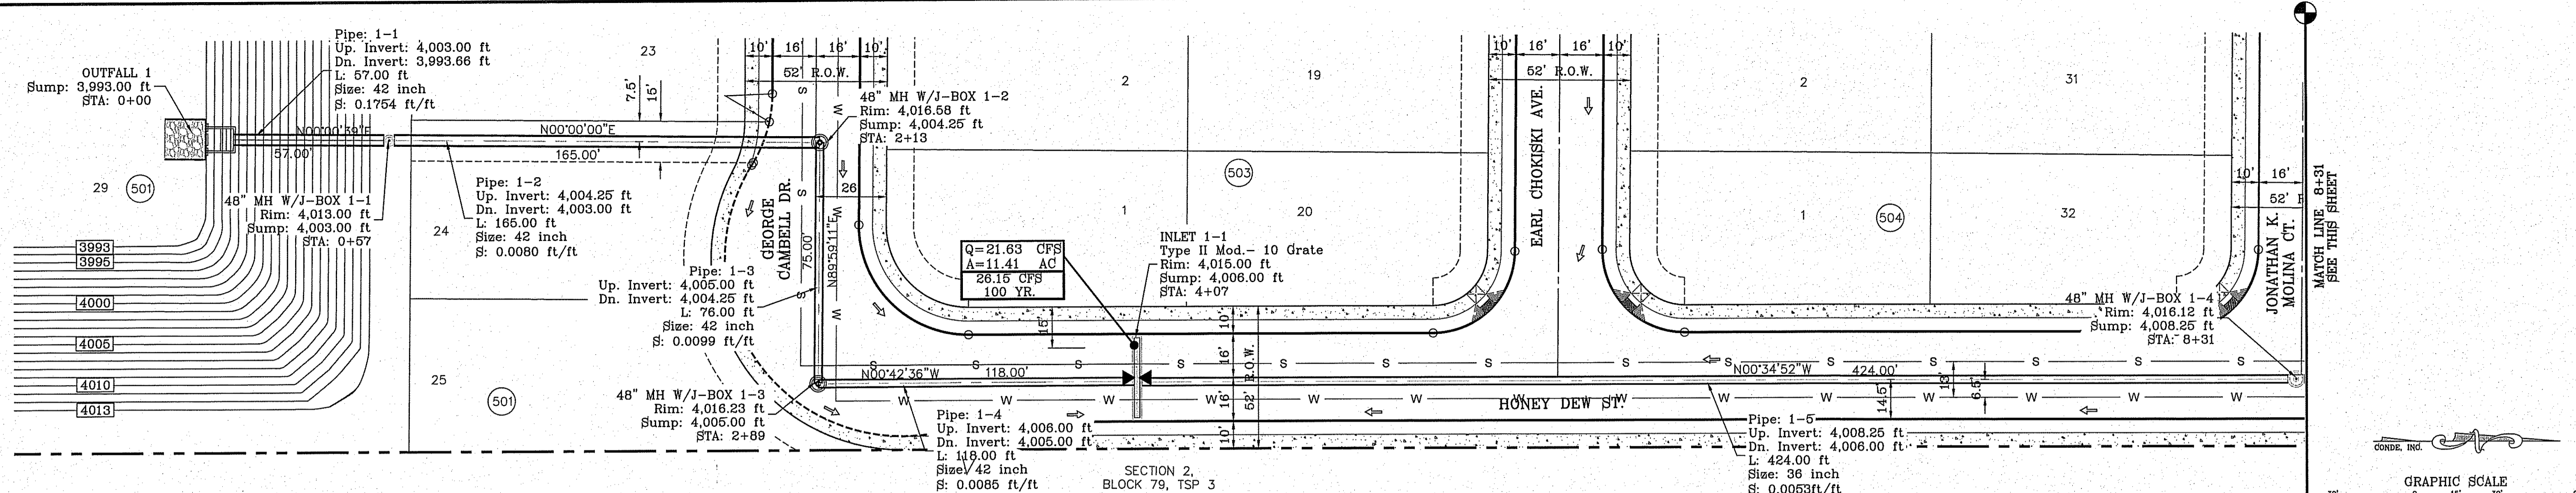 OUTFALL 1
Sump: 3,993.00 ft
STA: 0+00
Pipe: 1-1
Up. Invert: 4,003.00 ft
Dn. Invert: 3,993.66 ft
L: 57.00 ft
Size: 42 inch
S: 0.1754 ft/ft
N00°00'39"E
57.00'
29
501
48" MH W/J-BOX 1-1
Rim: 4,013.00 ft
Sump: 4,003.00 ft
STA: 0+57
3993
3995
4000
4005
4010
4013
23
7.5'
15'
N00°00'00"E
165.00'
Pipe: 1-2
Up. Invert: 4,004.25 ft
Dn. Invert: 4,003.00 ft
L: 165.00 ft
Size: 42 inch
S: 0.0080 ft/ft
24
25
501
10'
16'
16'
10'
52' R.O.W.
48" MH W/J-BOX 1-2
Rim: 4,016.58 ft
Sump: 4,004.25 ft
STA: 2+13
26
GEORGE
CAMBELL DR.
75.00'
N89°59'11"E
S
S
S
W
W
W
Pipe: 1-3
Up. Invert: 4,005.00 ft
Dn. Invert: 4,004.25 ft
L: 76.00 ft
Size: 42 inch
S: 0.0099 ft/ft
48" MH W/J-BOX 1-3
Rim: 4,016.23 ft
Sump: 4,005.00 ft
STA: 2+89
2
19
503
1
20
Q=21.63 CFS
A=11.41 AC
26.15 CFS
100 YR.
INLET 1-1
Type II Mod.- 10 Grate
Rim: 4,015.00 ft
Sump: 4,006.00 ft
STA: 4+07
15'
10'
16'
16'
10'
52' R.O.W.
N00°42'36"W
118.00'
Pipe: 1-4
Up. Invert: 4,006.00 ft
Dn. Invert: 4,005.00 ft
L: 118.00 ft
Size: 42 inch
S: 0.0085 ft/ft
SECTION 2,
BLOCK 79, TSP 3
10'
16'
16'
10'
52' R.O.W.
EARL CHOKISKI AVE.
2
31
1
504
32
S S S S S S S S S S S S S S
W W W W W W W W W W W W W W
N00°34'52"W
424.00'
HONEY DEW ST.
14.5'
13'
6.5'
Pipe: 1-5
Up. Invert: 4,008.25 ft
Dn. Invert: 4,006.00 ft
L: 424.00 ft
Size: 36 inch
S: 0.0053ft/ft
48" MH W/J-BOX 1-4
Rim: 4,016.12 ft
Sump: 4,008.25 ft
STA: 8+31
10'
16'
52' R
JONATHAN K.
MOLINA CT.
MATCH LINE 8+31
SEE THIS SHEET
CONDE, INC.
GRAPHIC SCALE